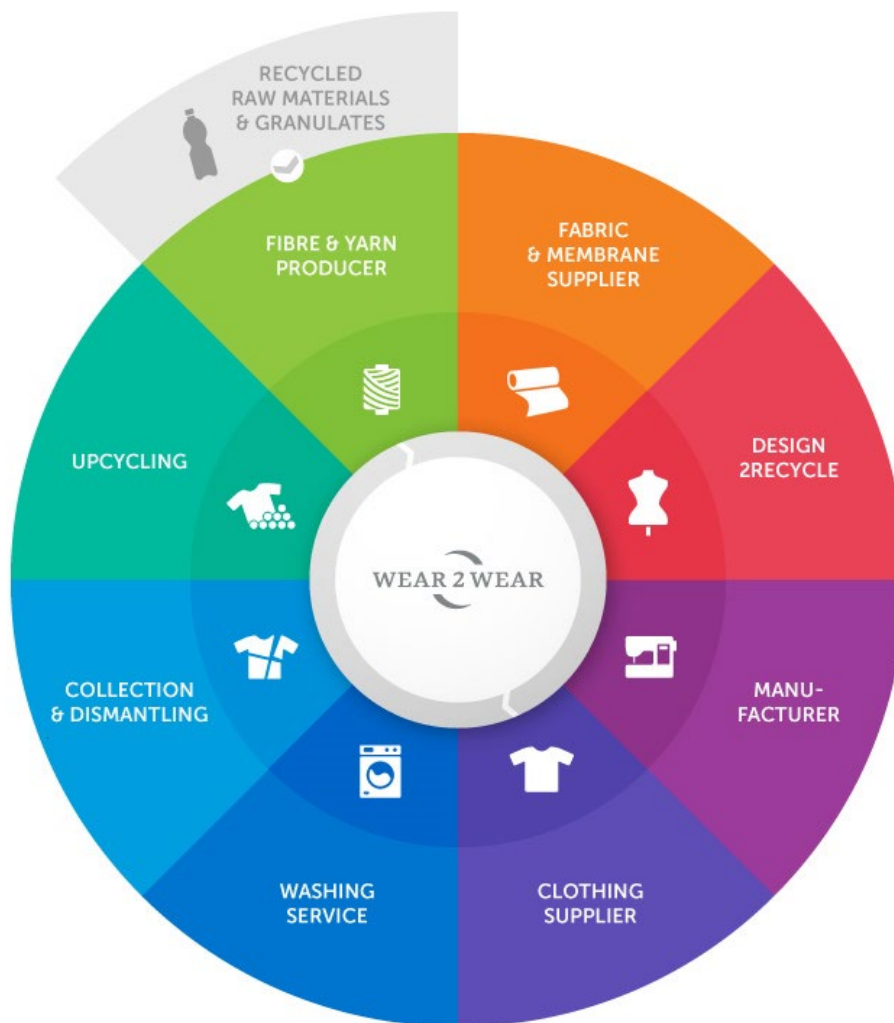 RECYCLED
RAW MATERIALS
& GRANULATES
FIBRE & YARN
PRODUCER
FABRIC
& MEMBRANE
SUPPLIER
DESIGN
2RECYCLE
MANU-
FACTURER
CLOTHING
SUPPLIER
WASHING
SERVICE
COLLECTION
& DISMANTLING
UPCYCLING
WEAR 2 WEAR